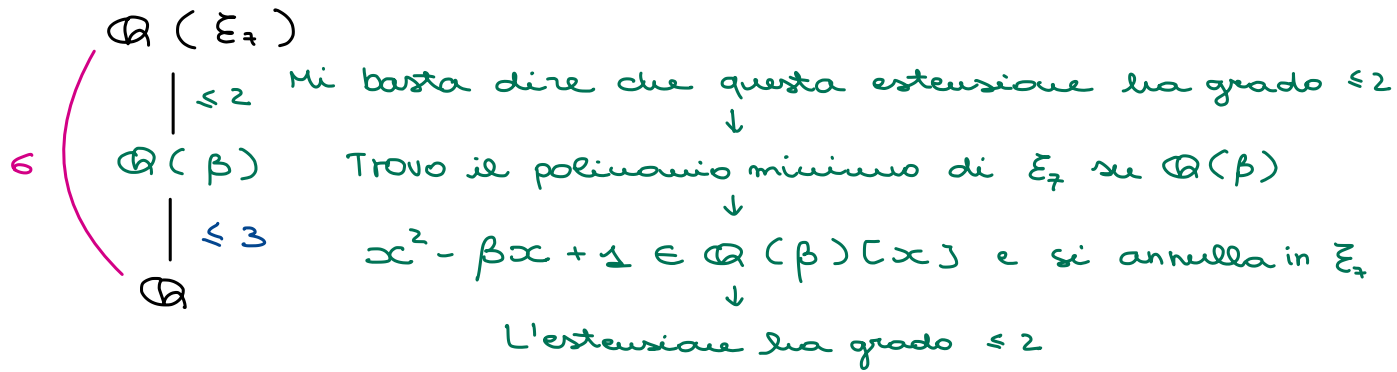 ℚ(ξ₇)
≤ 2 Mi basta dire che questa estensione ha grado ≤ 2
↓
6 ℚ(β) Trovo il polinomio minimo di ξ₇ su ℚ(β)
↓
≤ 3 x² - βx + 1 ∈ ℚ(β)[x] e si annulla in ξ₇
ℚ ↓
L'estensione ha grado ≤ 2